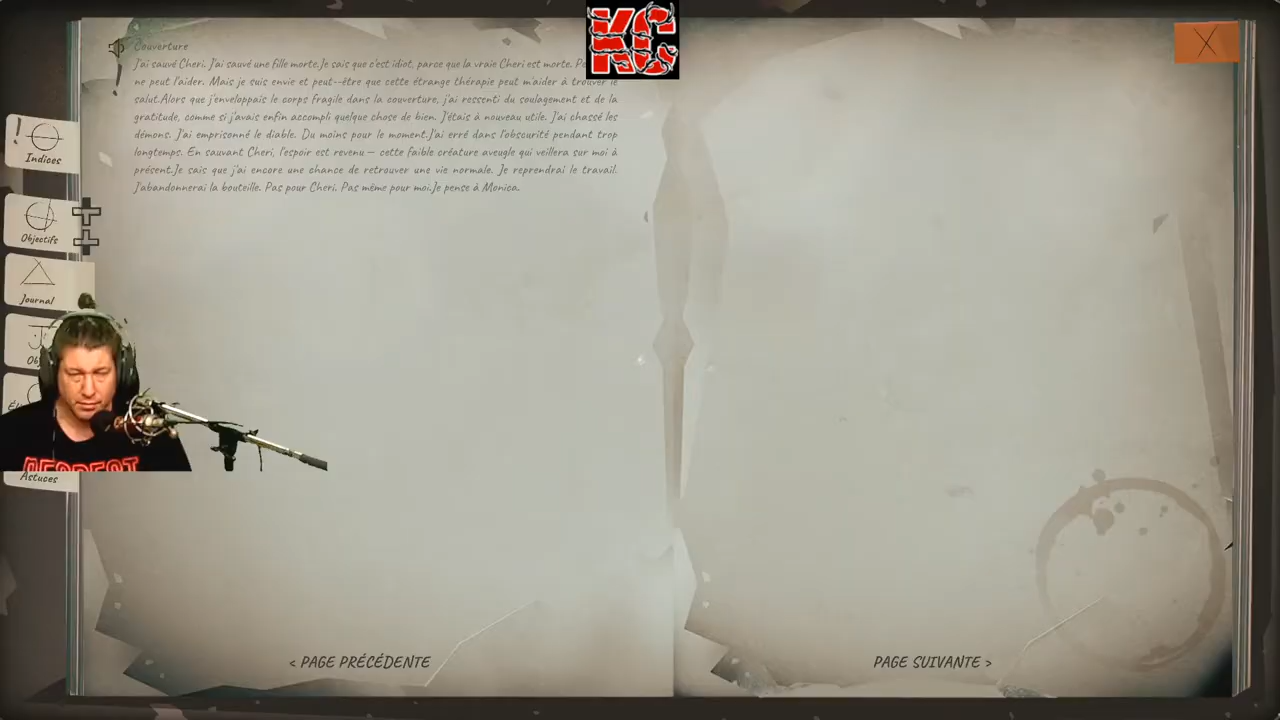 KC
Couverture
J'ai sauvé Cheri. J'ai sauvé une fille morte.Je sais que c'est idiot, parce que la vraie Cheri est morte.
ne peut l'aider. Mais je suis envie et peut--être que cette étrange thérapie peut m'aider à trouver le
salut.Alors que j'enveloppais le corps fragile dans la couverture, j'ai ressenti du soulagement et de la
gratitude, comme si j'avais enfin accompli quelque chose de bien. J'étais à nouveau utile. J'ai chassé les
démons. J'ai emprisonné le diable. Du moins pour le moment.J'ai erré dans l'obscurité pendant trop
longtemps. En sauvant Cheri, l'espoir est revenu — cette faible créature aveugle qui veillera sur moi à
présent.Je sais que j'ai encore une chance de retrouver une vie normale. Je reprendrai le travail.
J'abandonnerai la bouteille. Pas pour Cheri. Pas même pour moi.Je pense à Monica.
Indices
Objectifs
Journal
Astuces
< PAGE PRÉCÉDENTE
PAGE SUIVANTE >